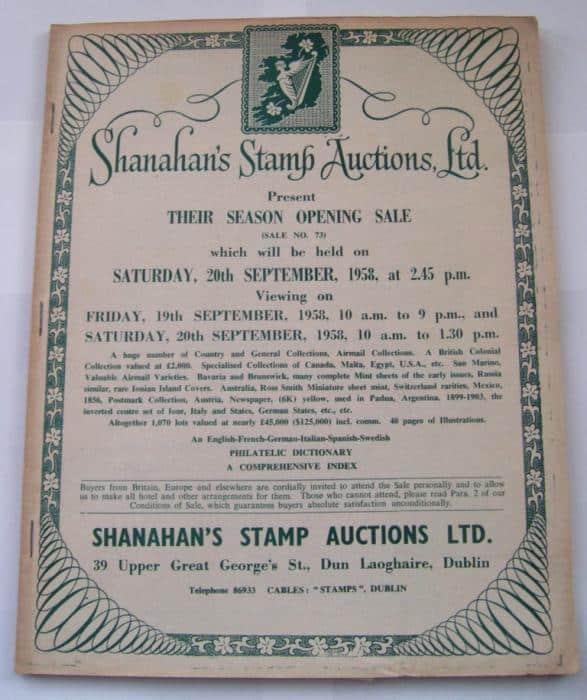 Shanahan's Stamp Auctions, Ltd.
Present
THEIR SEASON OPENING SALE
(SALE NO. 73)
which will be held on
SATURDAY, 20th SEPTEMBER, 1958, at 2.45 p.m.
Viewing on
FRIDAY, 19th SEPTEMBER, 1958, 10 a.m. to 9 p.m., and
SATURDAY, 20th SEPTEMBER, 1958, 10 a.m. to 1.30 p.m.
A huge number of Country and General Collections, Airmail Collections. A British Colonial
Collection valued at £2,000. Specialised Collections of Canada, Malta, Egypt, U.S.A., etc. San Marino,
Valuable Airmail Varieties. Bavaria and Brunswick, many complete Mint sheets of the early issues, Russia
similar, rare Ionian Island Covers. Australia, Ross Smith Miniature sheet mint, Switzerland rarities, Mexico,
1856, Postmark Collection, Austria, Newspaper, (6K) yellow, used in Padua, Argentina, 1899-1903, the
inverted centre set of four, Italy and States, German States, etc., etc.
Altogether 1,070 lots valued at nearly £45,000 ($125,000) incl. comm. 40 pages of Illustrations.
An English-French-German-Italian-Spanish-Swedish
PHILATELIC DICTIONARY
A COMPREHENSIVE INDEX
Buyers from Britain, Europe and elsewhere are cordially invited to attend the Sale personally and to allow
us to make all hotel and other arrangements for them. Those who cannot attend, please read Para. 2 of our
Conditions of Sale, which guarantees buyers absolute satisfaction unconditionally.
SHANAHAN'S STAMP AUCTIONS LTD.
39 Upper Great George's St., Dun Laoghaire, Dublin
Telephone 86933 CABLES: "STAMPS", DUBLIN